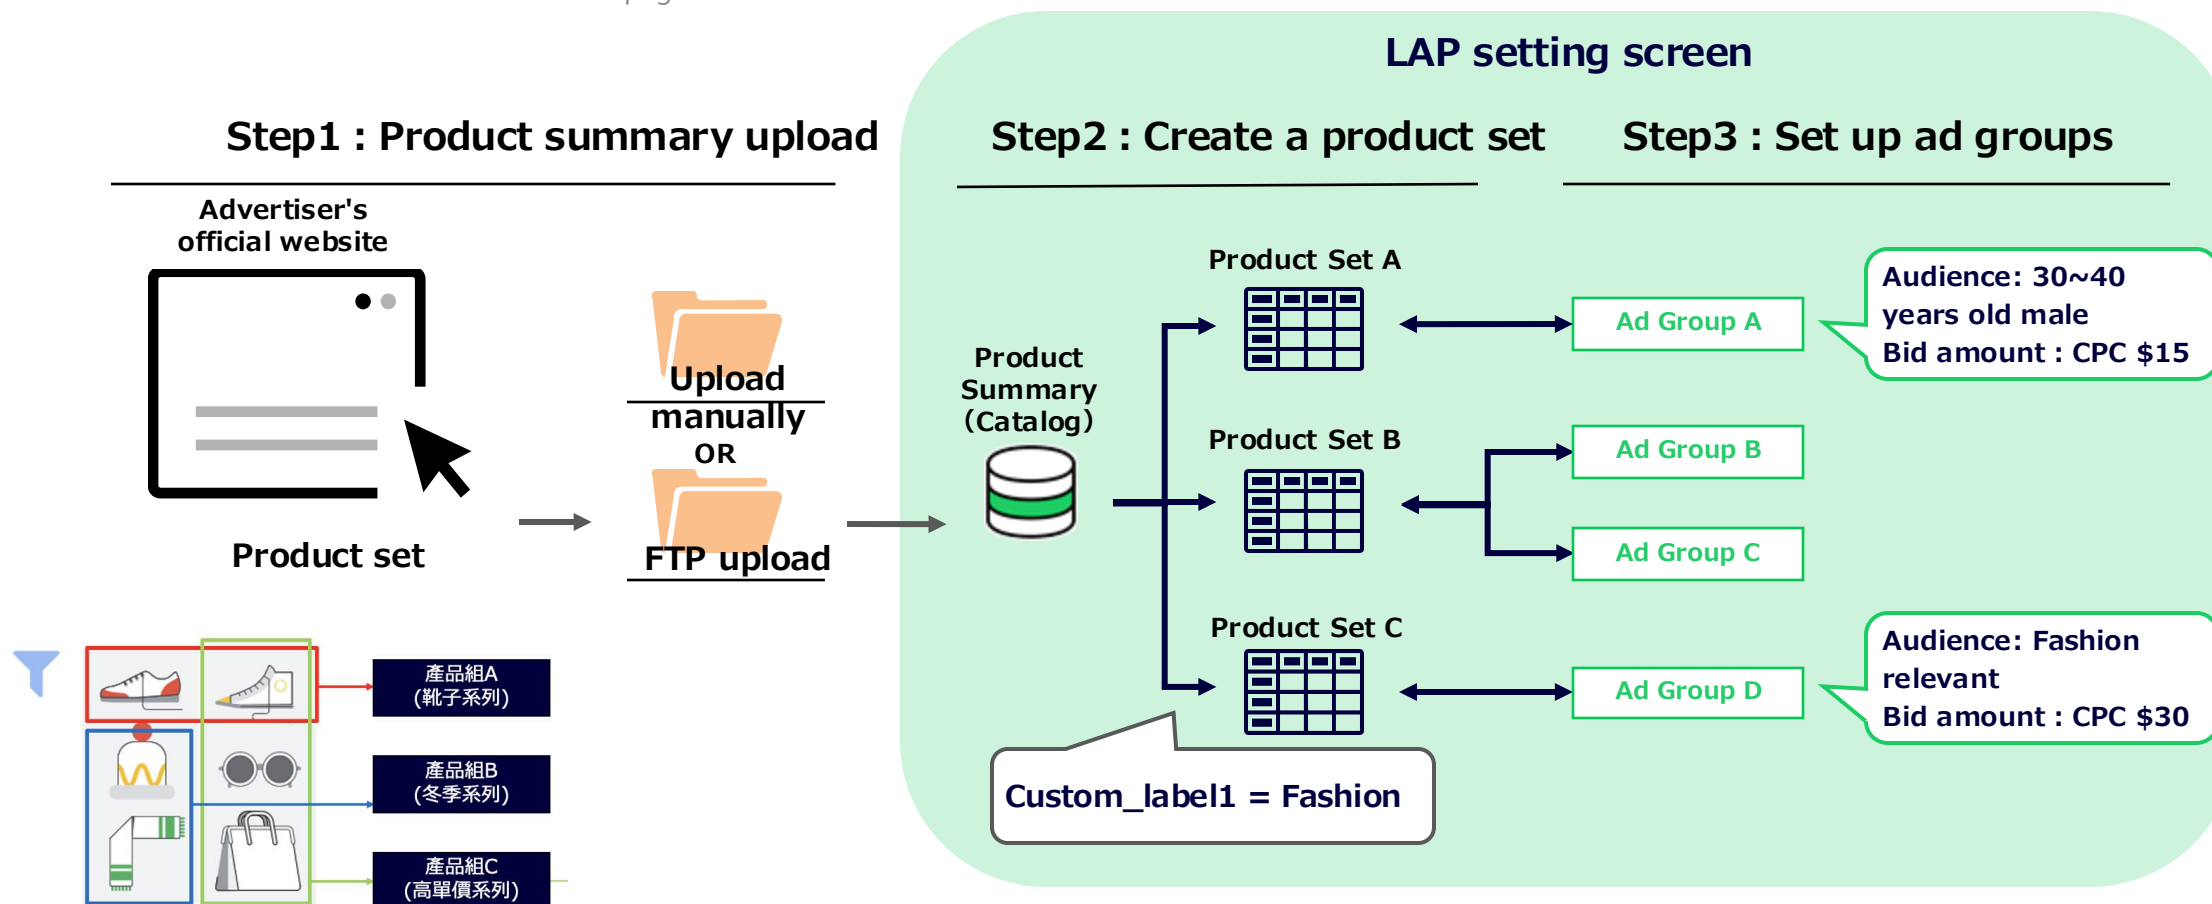 LAP setting screen
Step1 : Product summary upload
Step2 : Create a product set
Step3 : Set up ad groups
Advertiser's
official website
Product set
Upload
manually
OR
FTP upload
Product
Summary
(Catalog)
Product Set A
Product Set B
Product Set C
Custom_label1 = Fashion
Ad Group A
Ad Group B
Ad Group C
Ad Group D
Audience: 30~40
years old male
Bid amount : CPC $15
Audience: Fashion
relevant
Bid amount : CPC $30
產品組A
(靴子系列)
產品組B
(冬季系列)
產品組C
(高單價系列)